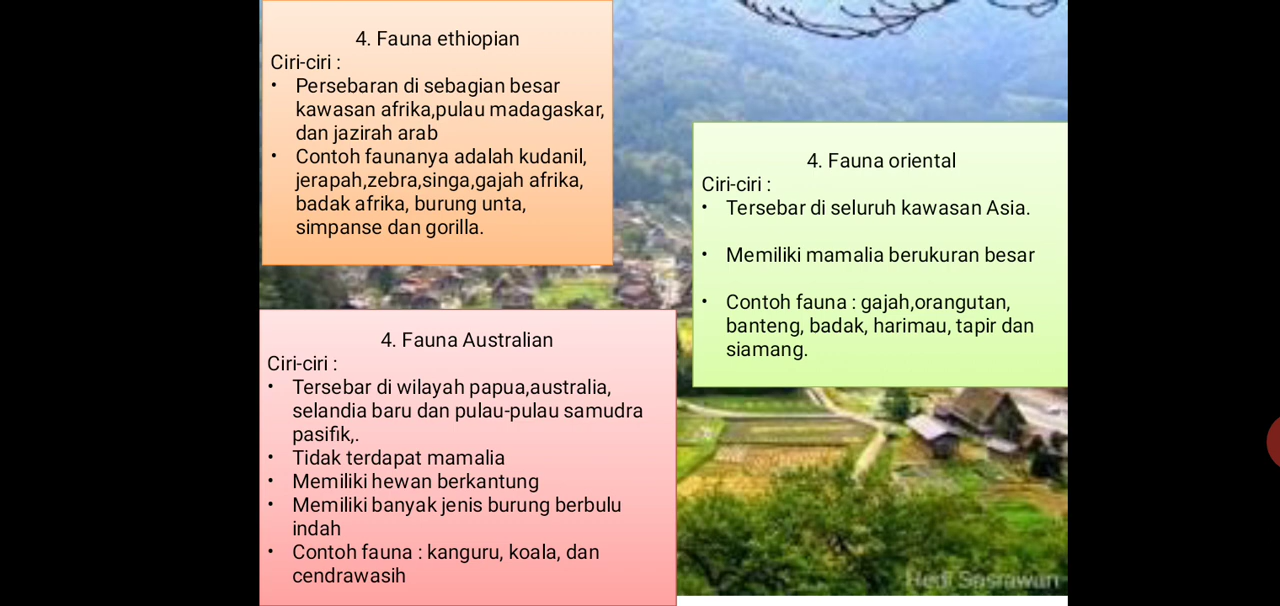 4. Fauna ethiopian
Ciri-ciri :
• Persebaran di sebagian besar
kawasan afrika,pulau madagaskar,
dan jazirah arab
• Contoh faunanya adalah kudanil,
jerapah,zebra,singa,gajah afrika,
badak afrika, burung unta,
simpanse dan gorilla.
4. Fauna oriental
Ciri-ciri :
• Tersebar di seluruh kawasan Asia.
• Memiliki mamalia berukuran besar
• Contoh fauna : gajah,orangutan,
banteng, badak, harimau, tapir dan
siamang.
4. Fauna Australian
Ciri-ciri :
• Tersebar di wilayah papua,australia,
selandia baru dan pulau-pulau samudra
pasifik,.
• Tidak terdapat mamalia
• Memiliki hewan berkantung
• Memiliki banyak jenis burung berbulu
indah
• Contoh fauna : kanguru, koala, dan
cendrawasih
Hedi Sasrawan